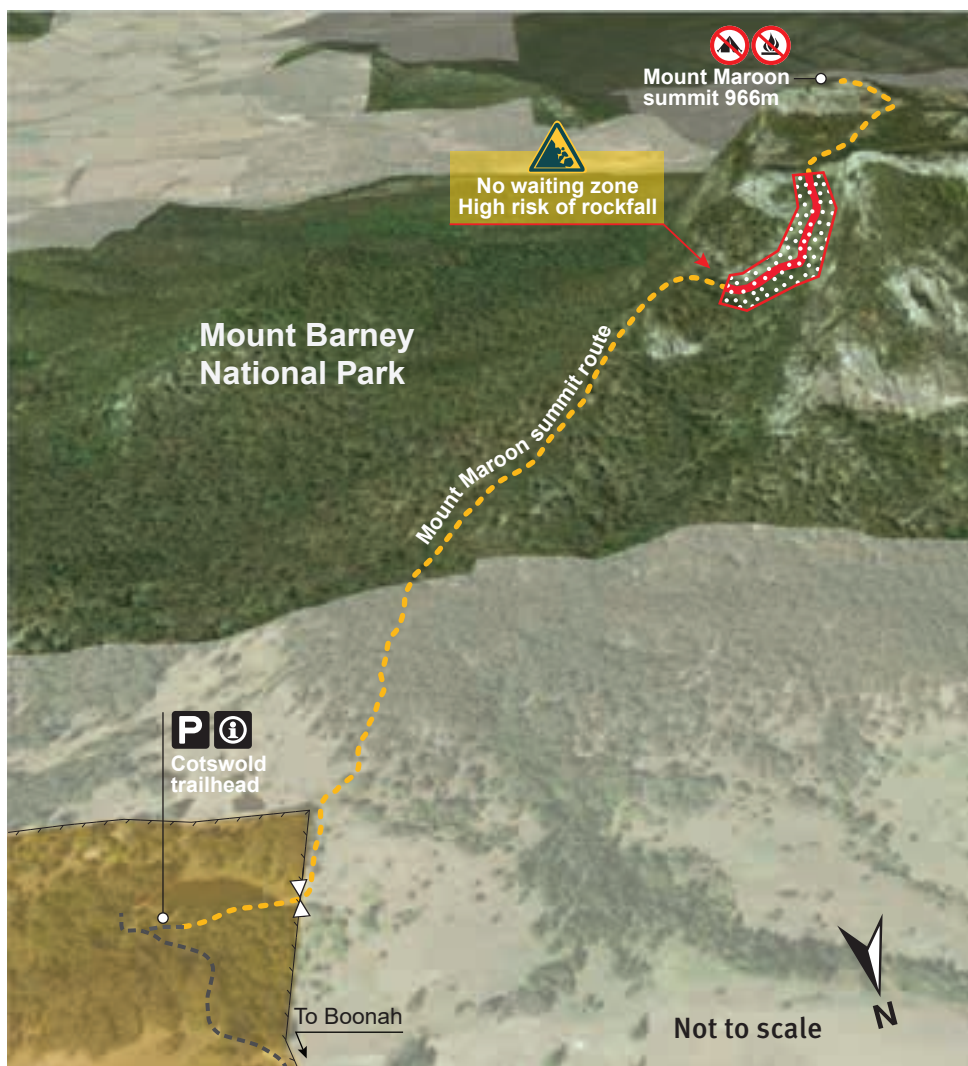 Mount Maroon
summit 966m
No waiting zone
High risk of rockfall
Mount Barney
National Park
Mount Maroon summit route
P i
Cotswold
trailhead
To Boonah
Not to scale
N